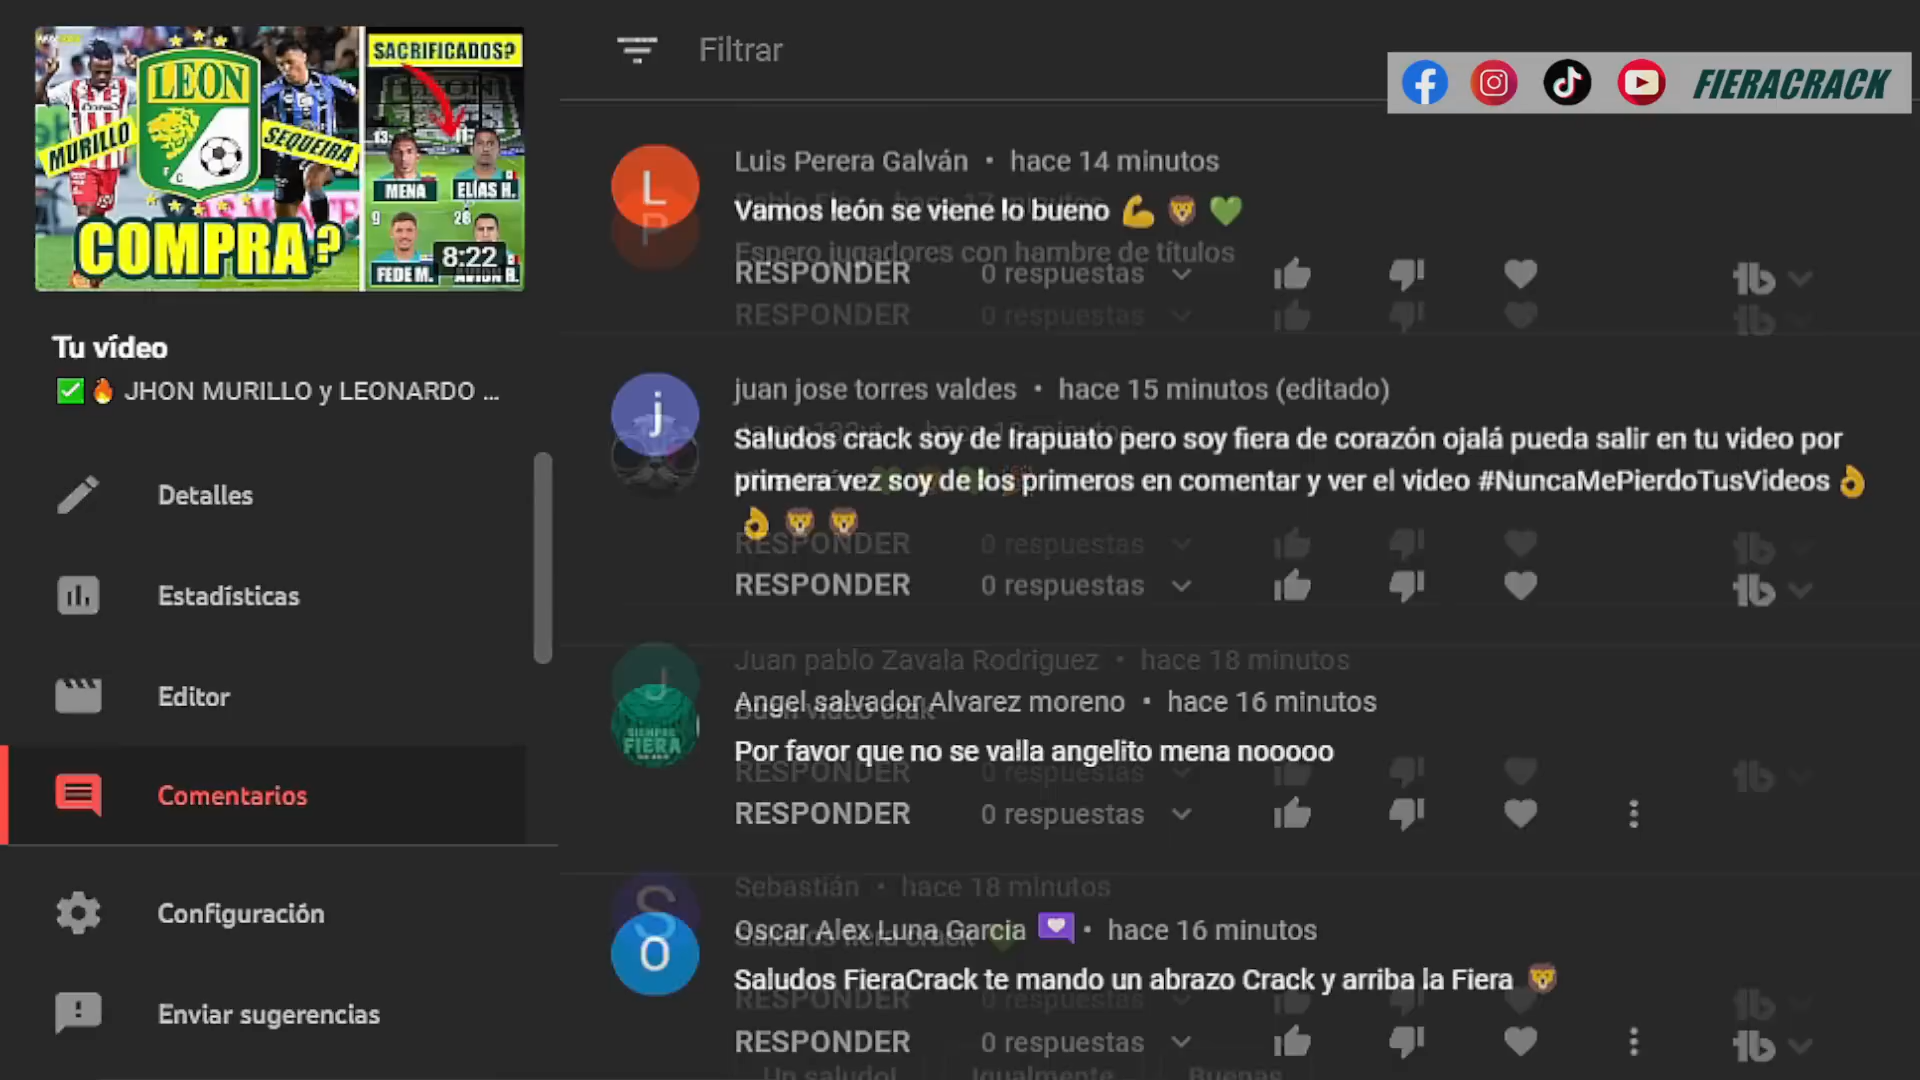 LEON
FC
MURILLO
SEQUEIRA
COMPRA?
SACRIFICADOS?
13
11
MENA
ELÍAS H.
9
28
8:22
FEDE M.
Tu vídeo
JHON MURILLO y LEONARDO ...
Detalles
Estadísticas
Editor
Comentarios
Configuración
Enviar sugerencias
Filtrar
FIERACRACK
L
Luis Perera Galván • hace 14 minutos
Vamos león se viene lo bueno 💪 🦁 💚
P
Espero jugadores con hambre de títulos
RESPONDER 0 respuestas
RESPONDER 0 respuestas
j
juan jose torres valdes • hace 15 minutos (editado)
Saludos crack soy de Irapuato pero soy fiera de corazón ojalá pueda salir en tu video por
primera vez soy de los primeros en comentar y ver el video #NuncaMePierdoTusVideos 👌
👌 🦁 🦁
RESPONDER 0 respuestas
RESPONDER 0 respuestas
J
Juan pablo Zavala Rodriguez • hace 18 minutos
SIEMPRE
FIERA
Angel salvador Alvarez moreno • hace 16 minutos
Por favor que no se valla angelito mena nooooo
RESPONDER 0 respuestas
RESPONDER 0 respuestas
S
Sebastián • hace 18 minutos
O
Oscar Alex Luna Garcia • hace 16 minutos
Saludos FieraCrack te mando un abrazo Crack y arriba la Fiera 🦁
RESPONDER 0 respuestas
RESPONDER 0 respuestas
Un saludo! Igualmente Buenas